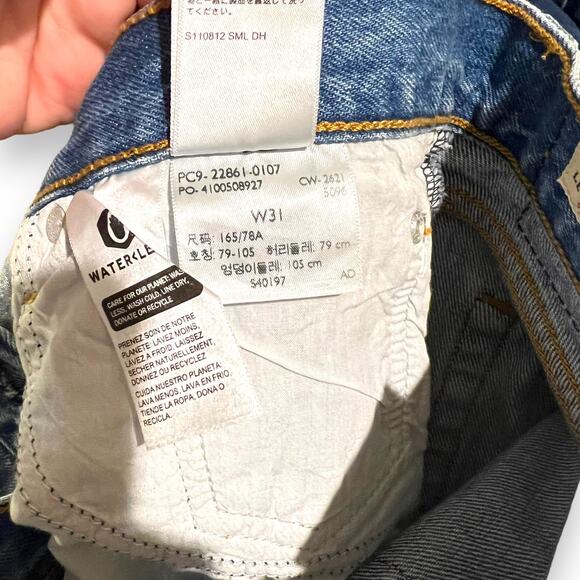 てください。
S110812 SML DH
PC9- 22861-0107
PO- 4100508927
CW- 2621
5096
W31
尺码: 165/78A
호칭: 79-105 허리둘레: 79 cm
엉덩이둘레: 105 cm
S40197
AD
WATER<LE
CARE FOR OUR PLANET: WASH
LESS, WASH COLD, LINE DRY,
DONATE OR RECYCLE
PRENEZ SOIN DE NOTRE
PLANÈTE: LAVEZ MOINS,
LAVEZ A FROID, LAISSEZ
SECHER NATURELLEMENT,
DONNEZ OU RECYCLEZ
CUIDA NUESTRO PLANETA:
LAVA MENOS, LAVA EN FRIO,
TIENDE LA ROPA, DONA O
RECICLA.